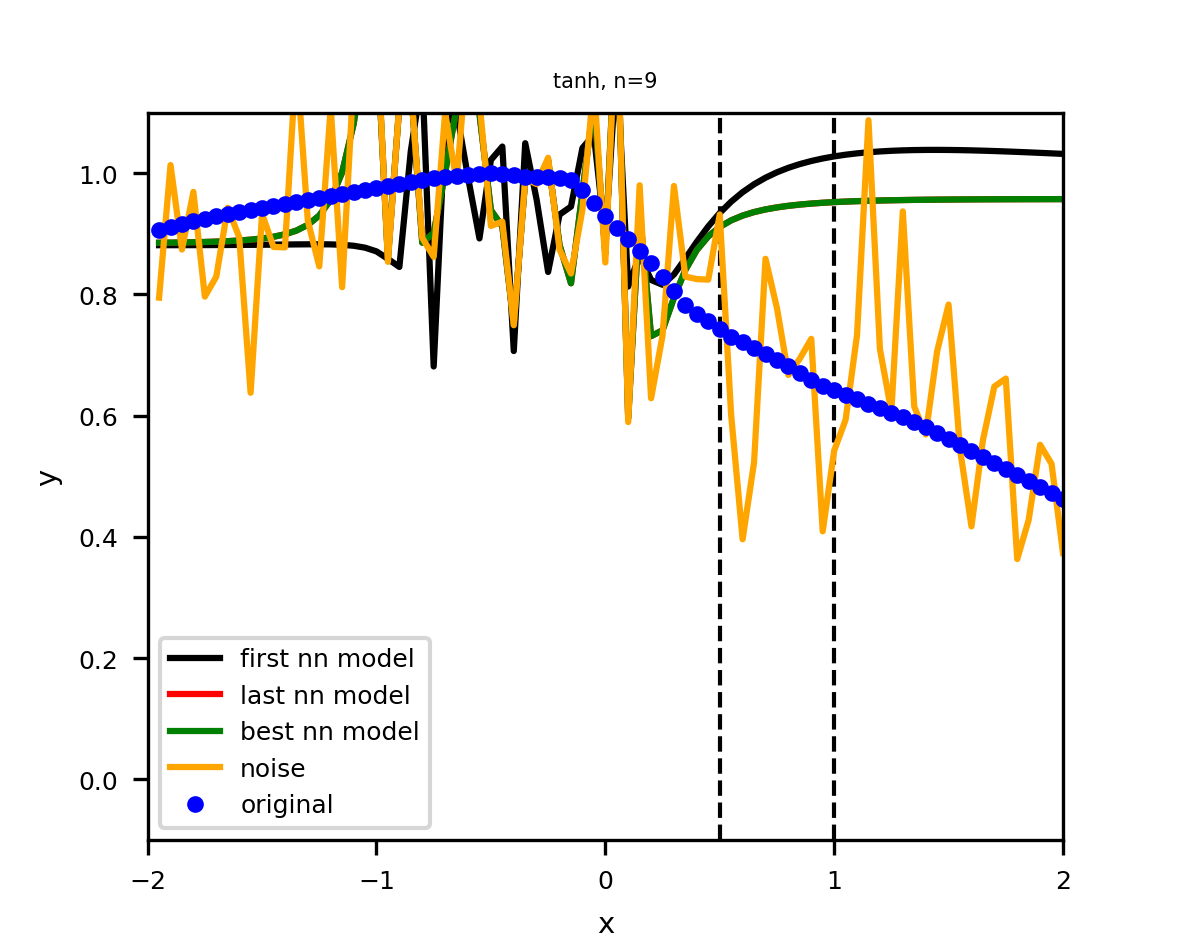 tanh, n=9
1.0
0.8
0.6
0.4
0.2
0.0
y
first nn model
last nn model
best nn model
noise
original
−2
−1
0
1
2
x